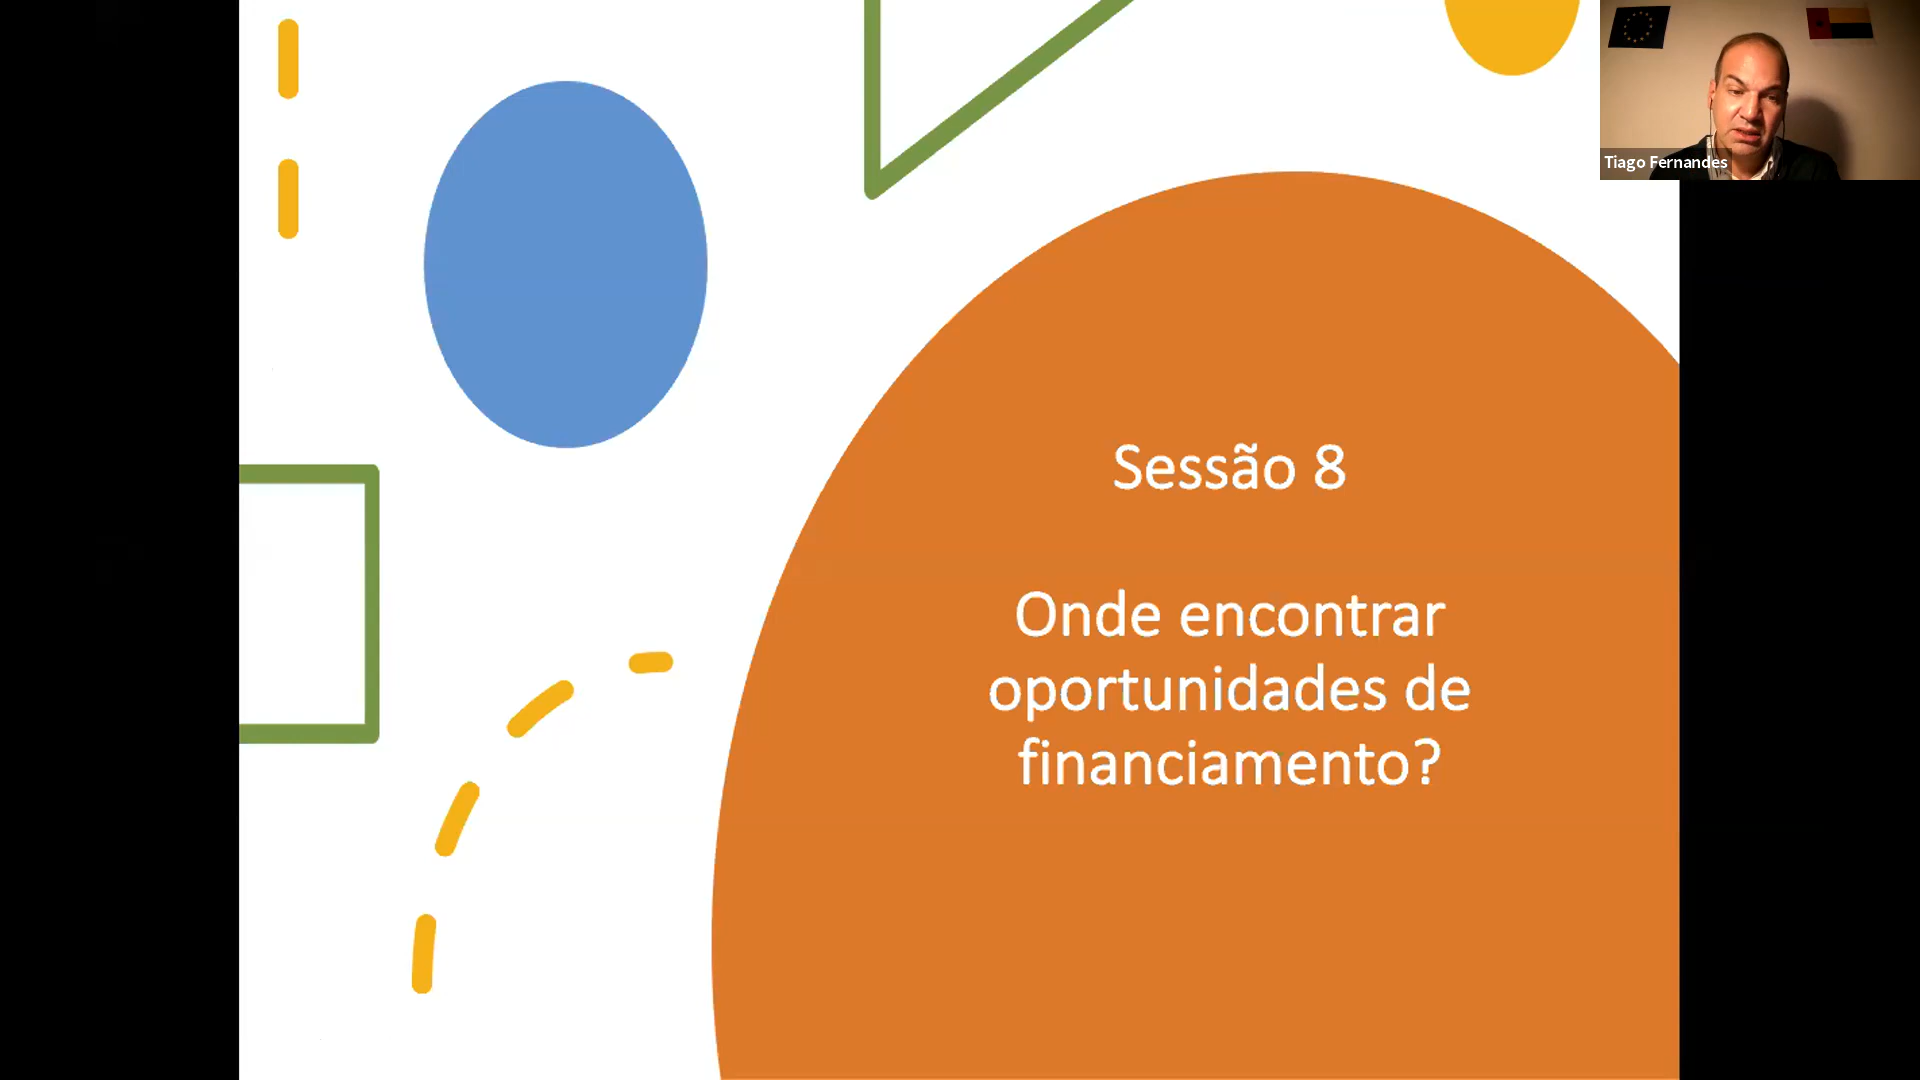 Tiago Fernandes
Sessão 8
Onde encontrar
oportunidades de
financiamento?